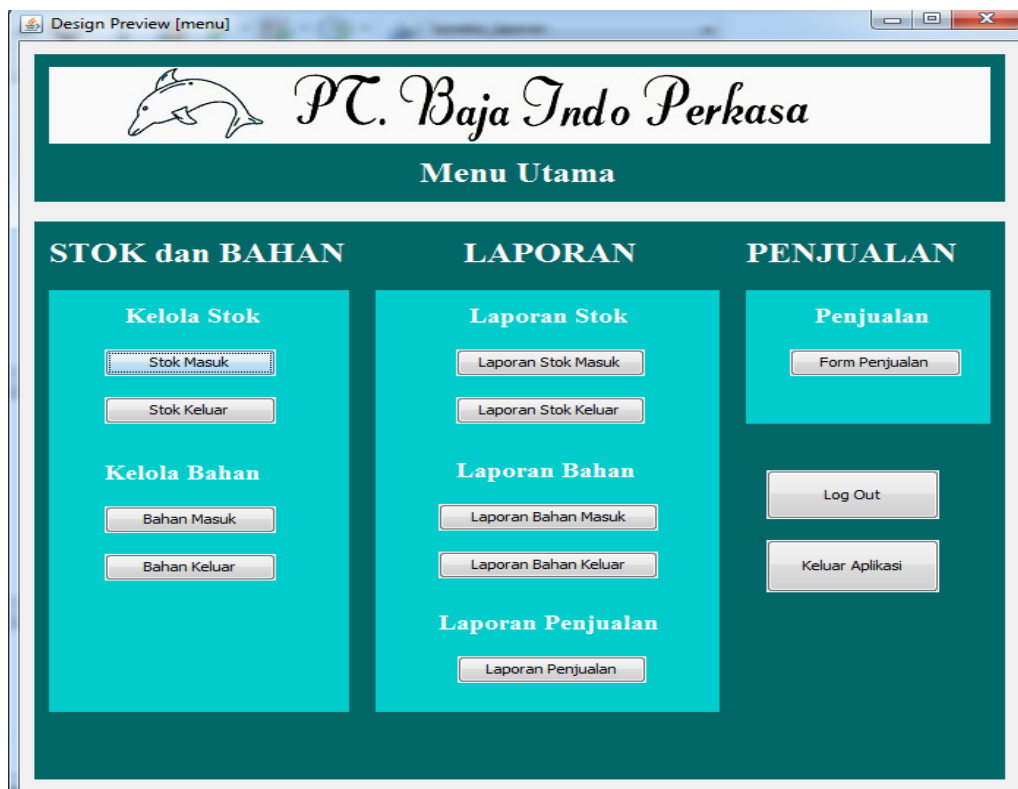 Design Preview [menu]
PT. Baja Indo Perkasa
Menu Utama
STOK dan BAHAN
Kelola Stok
Stok Masuk
Stok Keluar
Kelola Bahan
Bahan Masuk
Bahan Keluar
LAPORAN
Laporan Stok
Laporan Stok Masuk
Laporan Stok Keluar
Laporan Bahan
Laporan Bahan Masuk
Laporan Bahan Keluar
Laporan Penjualan
Laporan Penjualan
PENJUALAN
Penjualan
Form Penjualan
Log Out
Keluar Aplikasi